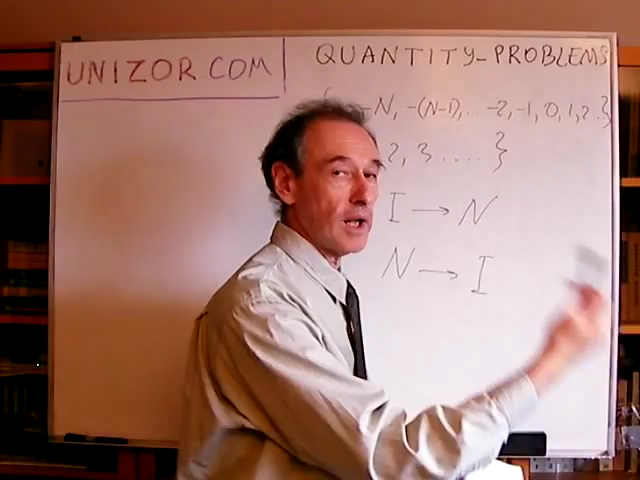 UNIZOR.COM
QUANTITY-PROBLEMS
-N, -(N-1), ... -2, -1, 0, 1, 2..}
2, 3 .... }
I → N
N → I